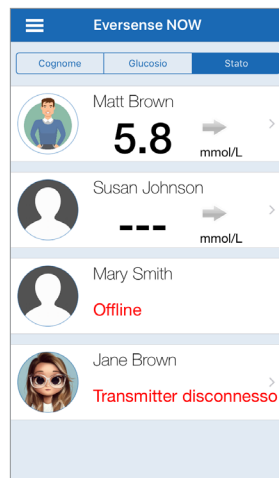 Eversense NOW
Cognome Glucosio Stato
Matt Brown
5.8
mmol/L
Susan Johnson
---
mmol/L
Mary Smith
Offline
Jane Brown
Transmitter disconnesso